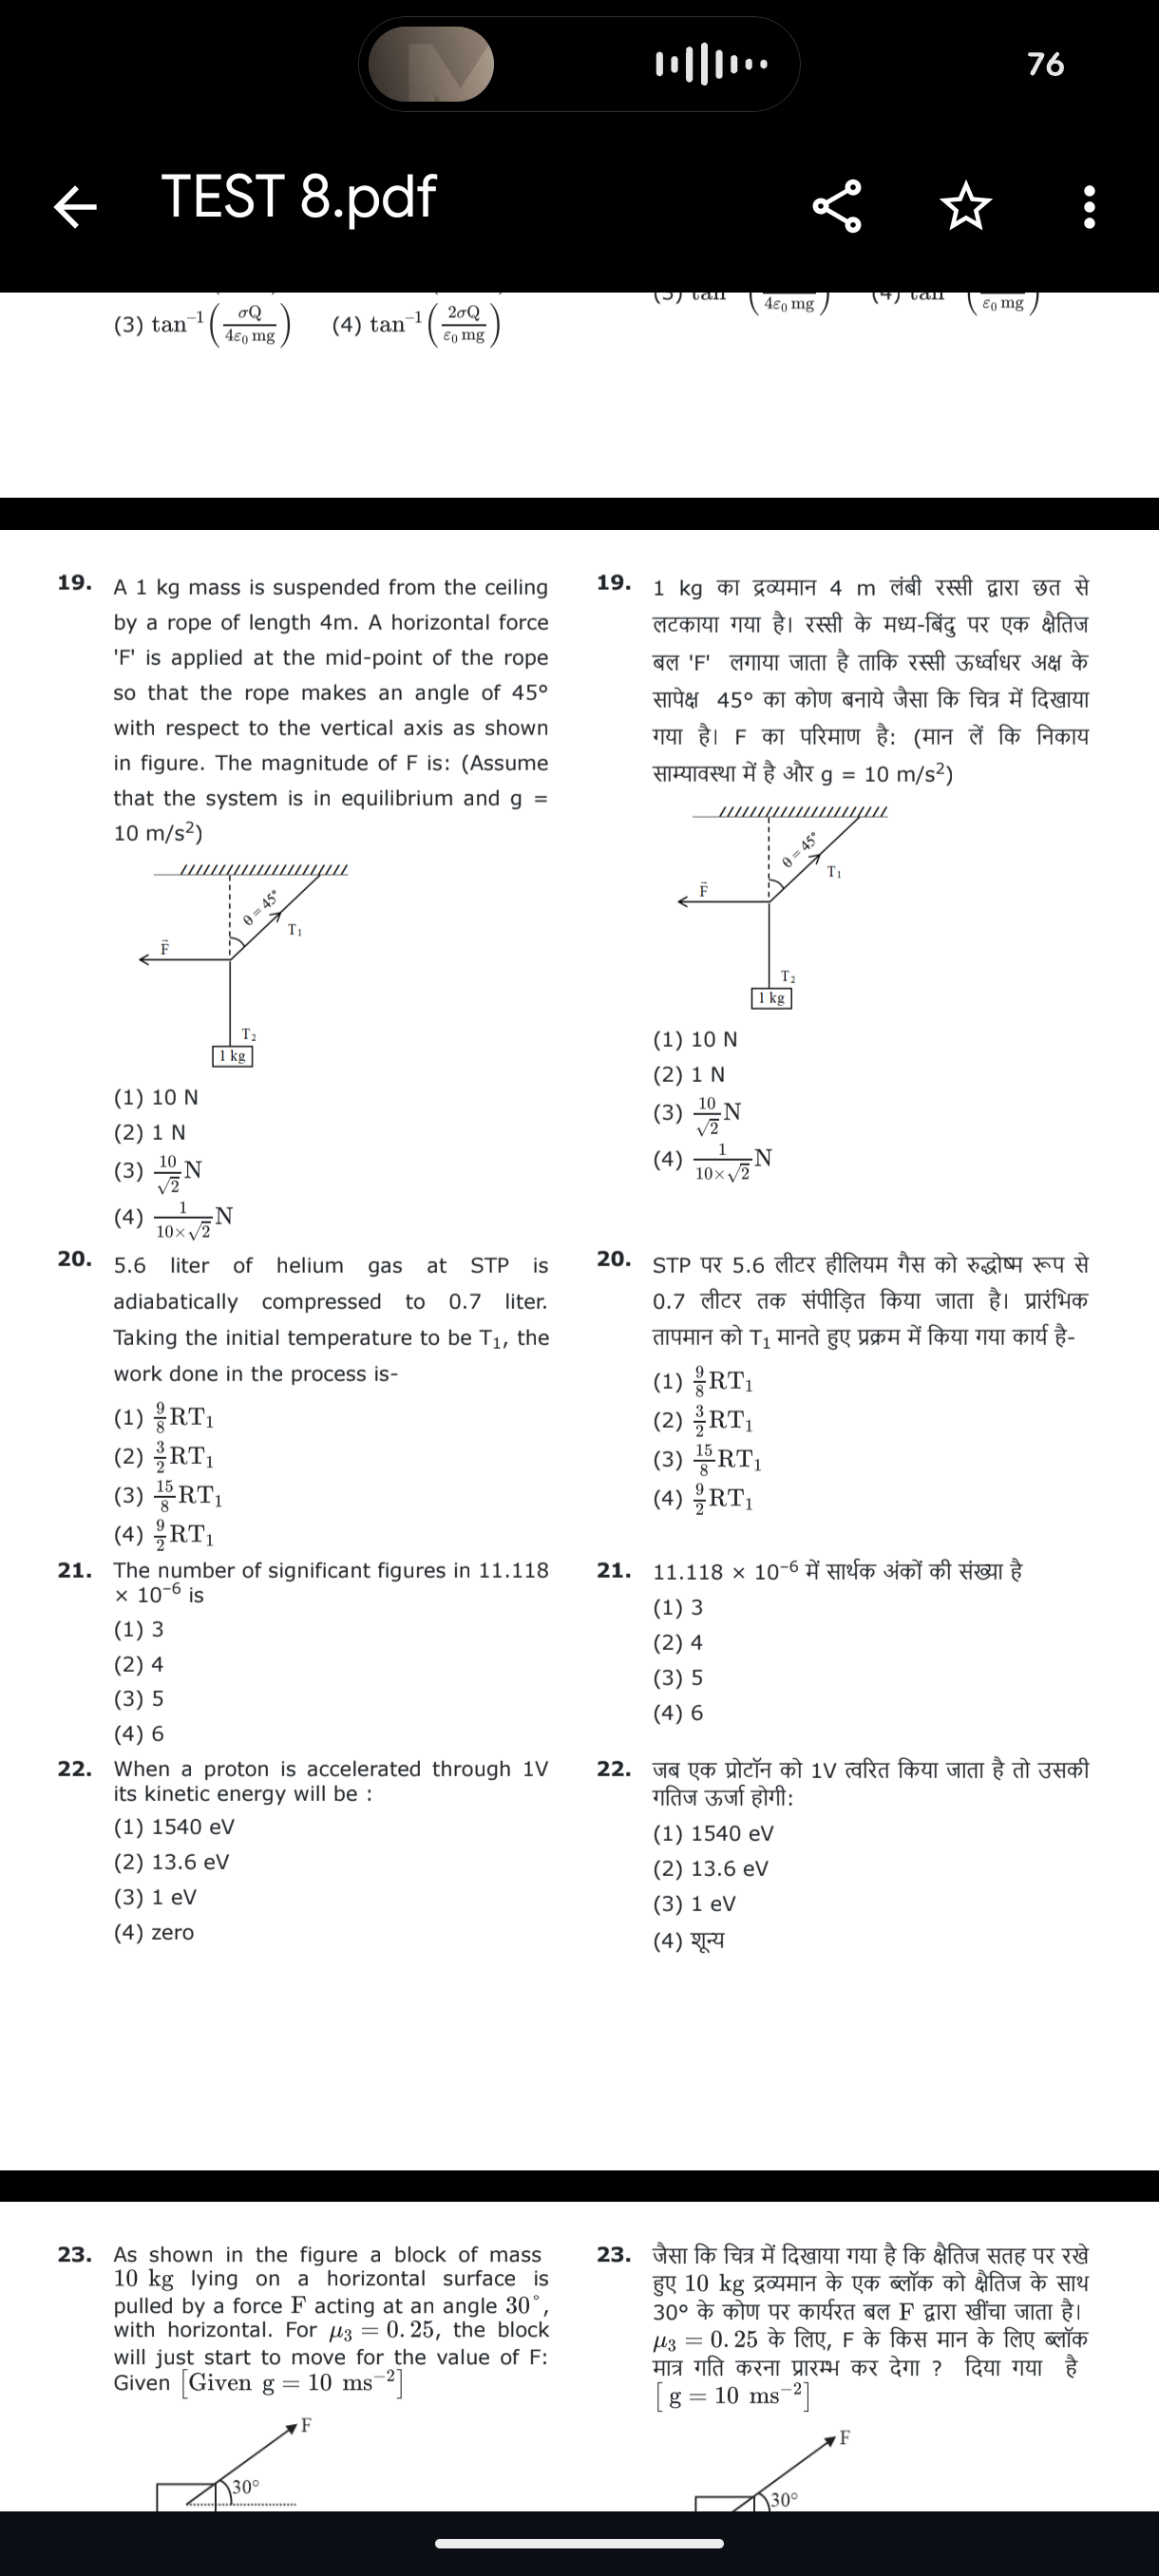 76
TEST 8.pdf
(3) tan⁻¹(σQ/4ε₀ mg) (4) tan⁻¹(2σQ/ε₀ mg)
4ε₀ mg) ε₀ mg)
19. A 1 kg mass is suspended from the ceiling
by a rope of length 4m. A horizontal force
'F' is applied at the mid-point of the rope
so that the rope makes an angle of 45°
with respect to the vertical axis as shown
in figure. The magnitude of F is: (Assume
that the system is in equilibrium and g =
10 m/s²)
θ = 45°
T₁
F⃗
T₂
1 kg
(1) 10 N
(2) 1 N
(3) 10/√2 N
(4) 1/10×√2 N
20. 5.6 liter of helium gas at STP is
adiabatically compressed to 0.7 liter.
Taking the initial temperature to be T₁, the
work done in the process is-
(1) 9/8 RT₁
(2) 3/2 RT₁
(3) 15/8 RT₁
(4) 9/2 RT₁
21. The number of significant figures in 11.118
× 10⁻⁶ is
(1) 3
(2) 4
(3) 5
(4) 6
22. When a proton is accelerated through 1V
its kinetic energy will be :
(1) 1540 eV
(2) 13.6 eV
(3) 1 eV
(4) zero
19. 1 kg का द्रव्यमान 4 m लंबी रस्सी द्वारा छत से
लटकाया गया है। रस्सी के मध्य-बिंदु पर एक क्षैतिज
बल 'F' लगाया जाता है ताकि रस्सी ऊर्ध्वाधर अक्ष के
सापेक्ष 45° का कोण बनाये जैसा कि चित्र में दिखाया
गया है। F का परिमाण है: (मान लें कि निकाय
साम्यावस्था में है और g = 10 m/s²)
θ = 45°
T₁
F⃗
T₂
1 kg
(1) 10 N
(2) 1 N
(3) 10/√2 N
(4) 1/10×√2 N
20. STP पर 5.6 लीटर हीलियम गैस को रुद्धोष्म रूप से
0.7 लीटर तक संपीड़ित किया जाता है। प्रारंभिक
तापमान को T₁ मानते हुए प्रक्रम में किया गया कार्य है-
(1) 9/8 RT₁
(2) 3/2 RT₁
(3) 15/8 RT₁
(4) 9/2 RT₁
21. 11.118 × 10⁻⁶ में सार्थक अंकों की संख्या है
(1) 3
(2) 4
(3) 5
(4) 6
22. जब एक प्रोटॉन को 1V त्वरित किया जाता है तो उसकी
गतिज ऊर्जा होगी:
(1) 1540 eV
(2) 13.6 eV
(3) 1 eV
(4) शून्य
23. As shown in the figure a block of mass
10 kg lying on a horizontal surface is
pulled by a force F acting at an angle 30°,
with horizontal. For μ₃ = 0.25, the block
will just start to move for the value of F:
Given [Given g = 10 ms⁻²]
F
30°
23. जैसा कि चित्र में दिखाया गया है कि क्षैतिज सतह पर रखे
हुए 10 kg द्रव्यमान के एक ब्लॉक को क्षैतिज के साथ
30° के कोण पर कार्यरत बल F द्वारा खींचा जाता है।
μ₃ = 0.25 के लिए, F के किस मान के लिए ब्लॉक
मात्र गति करना प्रारम्भ कर देगा ? दिया गया है
[g = 10 ms⁻²]
F
30°